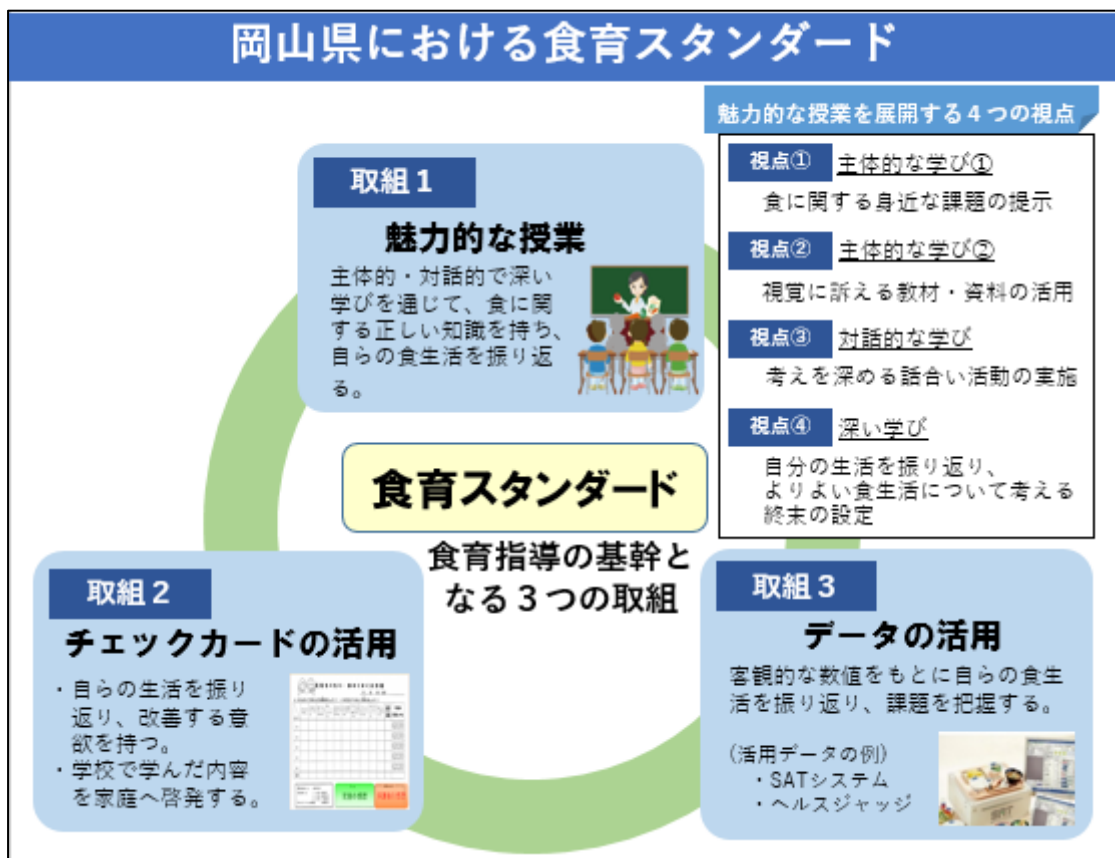 岡山県における食育スタンダード
魅力的な授業を展開する４つの視点
視点① 主体的な学び①
食に関する身近な課題の提示
視点② 主体的な学び②
視覚に訴える教材・資料の活用
視点③ 対話的な学び
考えを深める話合い活動の実施
視点④ 深い学び
自分の生活を振り返り、
よりよい食生活について考える
終末の設定
取組１
魅力的な授業
主体的・対話的で深い
学びを通じて、食に関
する正しい知識を持ち、
自らの食生活を振り返
る。
食育スタンダード
食育指導の基幹と
なる３つの取組
取組２
チェックカードの活用
・自らの生活を振り
返り、改善する意
欲を持つ。
・学校で学んだ内容
を家庭へ啓発する。
取組３
データの活用
客観的な数値をもとに自らの食生
活を振り返り、課題を把握する。
(活用データの例)
・SATシステム
・ヘルスジャッジ